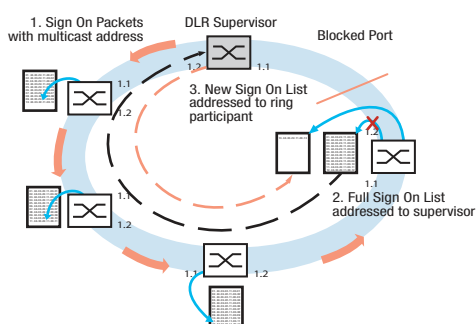 1. Sign On Packets
with multicast address
DLR Supervisor
Blocked Port
1.2
1.1
1.1
1.2
3. New Sign On List
addressed to ring
participant
1.2
1.1
2. Full Sign On List
addressed to supervisor
1.1
1.2
1.1
1.2